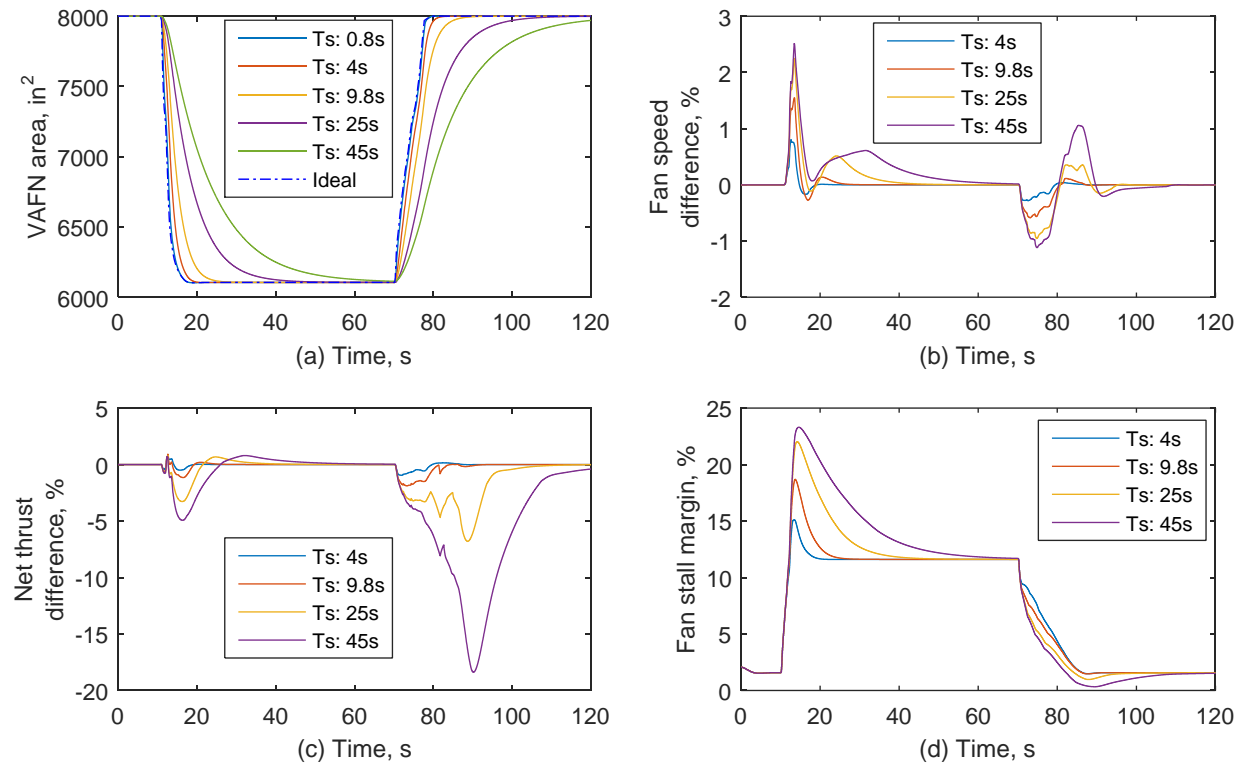 8000
7500
7000
6500
6000
VAFN area, in²
0 20 40 60 80 100 120
(a) Time, s
Ts: 0.8s
Ts: 4s
Ts: 9.8s
Ts: 25s
Ts: 45s
Ideal
3
2
1
0
-1
-2
Fan speed
difference, %
0 20 40 60 80 100 120
(b) Time, s
Ts: 4s
Ts: 9.8s
Ts: 25s
Ts: 45s
5
0
-5
-10
-15
-20
Net thrust
difference, %
0 20 40 60 80 100 120
(c) Time, s
Ts: 4s
Ts: 9.8s
Ts: 25s
Ts: 45s
25
20
15
10
5
0
Fan stall margin, %
0 20 40 60 80 100 120
(d) Time, s
Ts: 4s
Ts: 9.8s
Ts: 25s
Ts: 45s